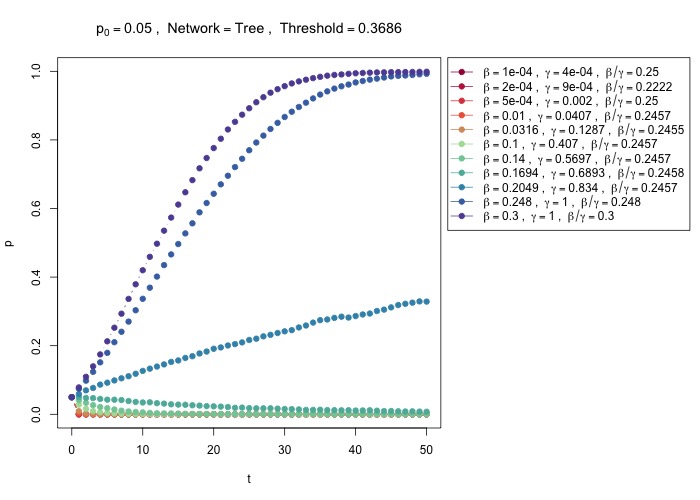 p₀ = 0.05 , Network = Tree , Threshold = 0.3686
β = 1e-04 , γ = 4e-04 , β/γ = 0.25
β = 2e-04 , γ = 9e-04 , β/γ = 0.2222
β = 5e-04 , γ = 0.002 , β/γ = 0.25
β = 0.01 , γ = 0.0407 , β/γ = 0.2457
β = 0.0316 , γ = 0.1287 , β/γ = 0.2455
β = 0.1 , γ = 0.407 , β/γ = 0.2457
β = 0.14 , γ = 0.5697 , β/γ = 0.2457
β = 0.1694 , γ = 0.6893 , β/γ = 0.2458
β = 0.2049 , γ = 0.834 , β/γ = 0.2457
β = 0.248 , γ = 1 , β/γ = 0.248
β = 0.3 , γ = 1 , β/γ = 0.3
1.0
0.8
0.6
p
0.4
0.2
0.0
0 10 20 30 40 50
t